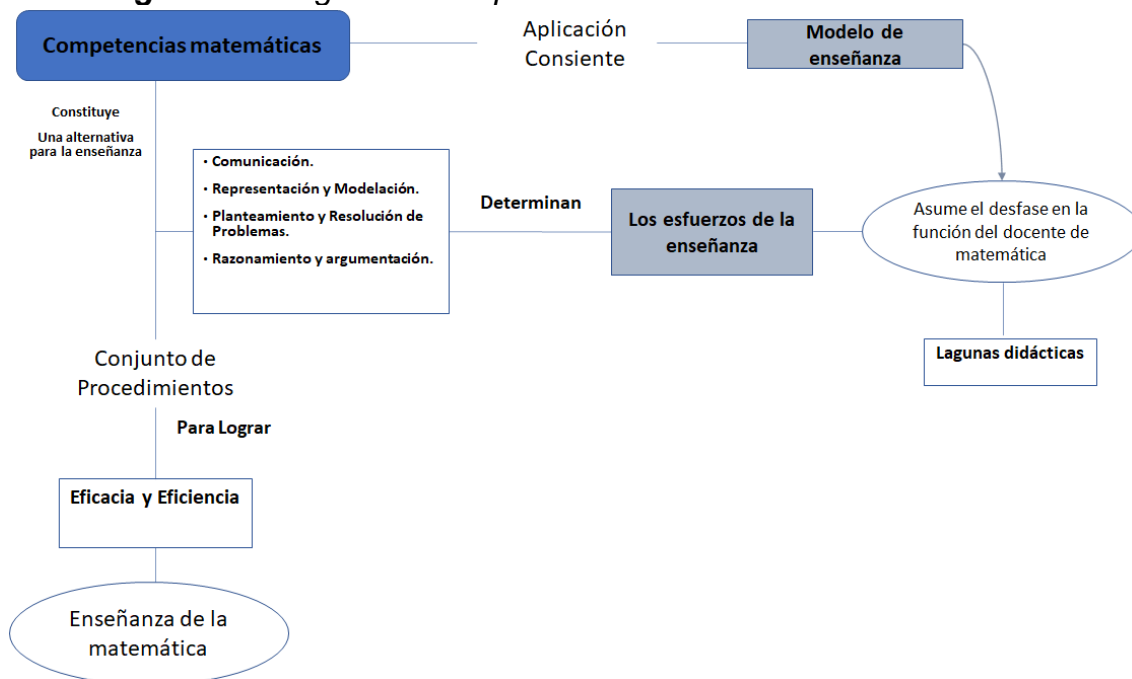 Competencias matemáticas
Aplicación
Consiente
Modelo de
enseñanza
Constituye
Una alternativa
para la enseñanza
• Comunicación.
• Representación y Modelación.
• Planteamiento y Resolución de
Problemas.
• Razonamiento y argumentación.
Determinan
Los esfuerzos de la
enseñanza
Asume el desfase en la
función del docente de
matemática
Lagunas didácticas
Conjunto de
Procedimientos
Para Lograr
Eficacia y Eficiencia
Enseñanza de la
matemática